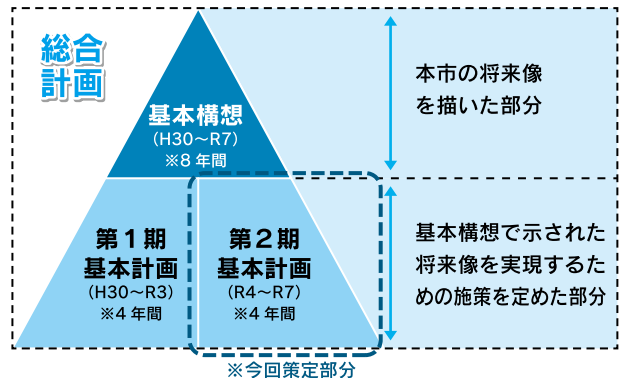 総合
計画
基本構想
（H30～R7）
※8年間
本市の将来像
を描いた部分
第１期
基本計画
（H30～R3）
※4年間
第２期
基本計画
（R4～R7）
※4年間
基本構想で示された
将来像を実現するた
めの施策を定めた部分
※今回策定部分